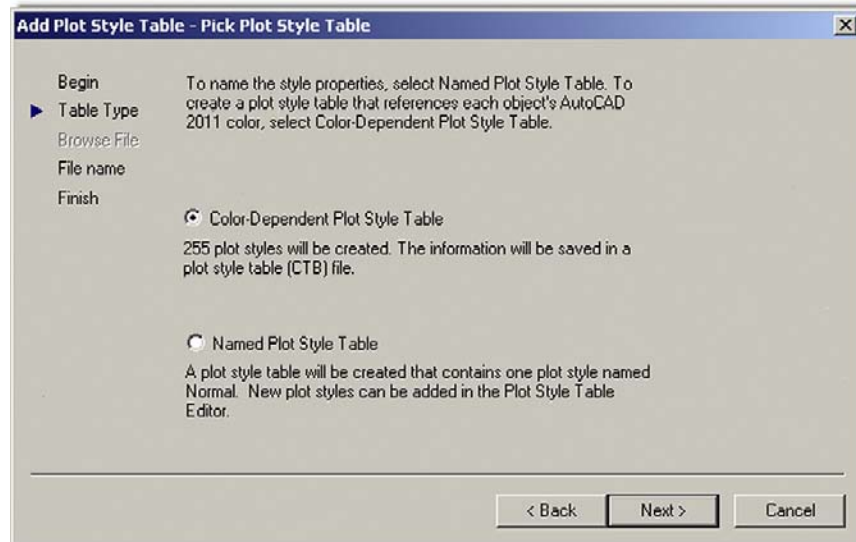 Add Plot Style Table - Pick Plot Style Table
Begin
Table Type
Browse File
File name
Finish
To name the style properties, select Named Plot Style Table. To
create a plot style table that references each object's AutoCAD
2011 color, select Color-Dependent Plot Style Table.
Color-Dependent Plot Style Table
255 plot styles will be created. The information will be saved in a
plot style table (CTB) file.
Named Plot Style Table
A plot style table will be created that contains one plot style named
Normal. New plot styles can be added in the Plot Style Table
Editor.
< Back
Next >
Cancel